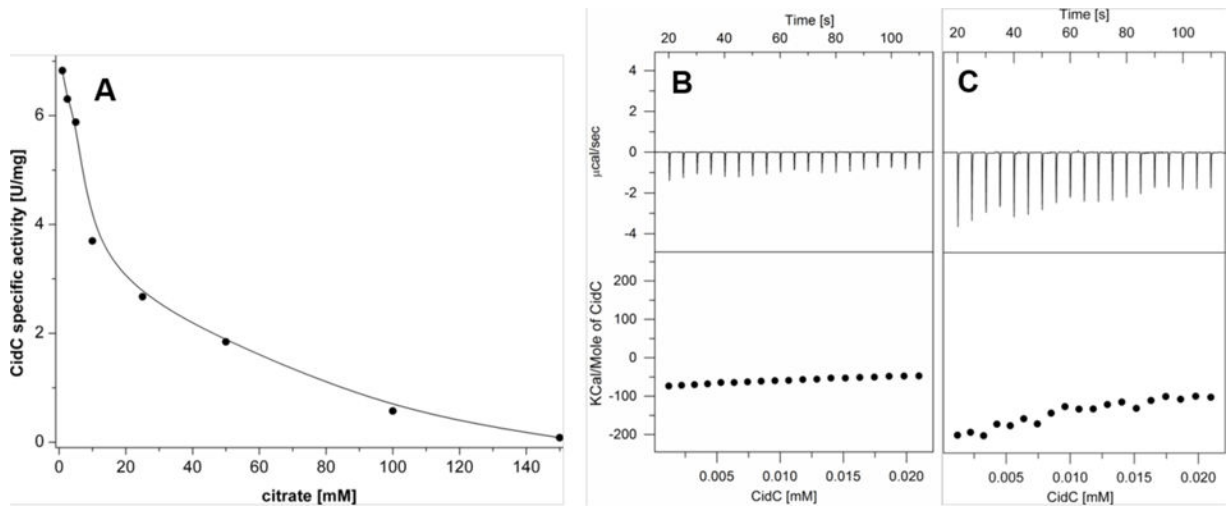 A
CidC specific activity [U/mg]
6
4
2
0
0 20 40 60 80 100 120 140
citrate [mM]
Time [s]
20 40 60 80 100
B
µcal/sec
4
2
0
-2
-4
KCal/Mole of CidC
200
100
0
-100
-200
0.005 0.010 0.015 0.020
CidC [mM]
Time [s]
20 40 60 80 100
C
0.005 0.010 0.015 0.020
CidC [mM]